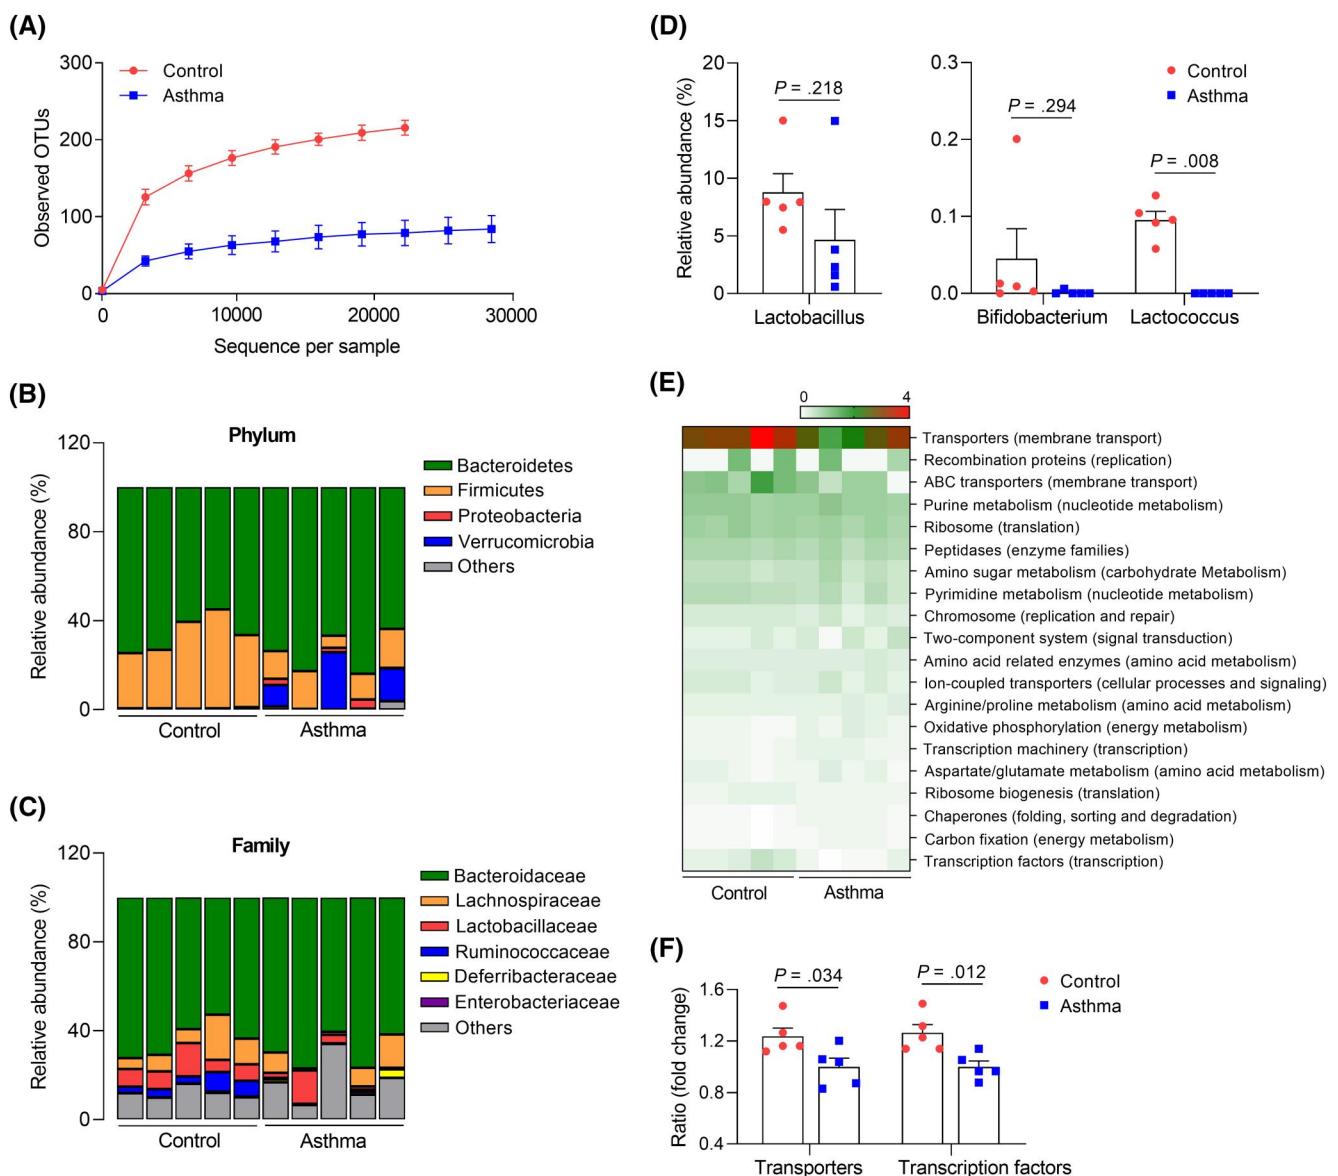 (A)
300
200
100
0
Observed OTUs
Control
Asthma
0
10000
20000
30000
Sequence per sample
(B)
Phylum
120
80
40
0
Relative abundance (%)
Bacteroidetes
Firmicutes
Proteobacteria
Verrucomicrobia
Others
Control
Asthma
(C)
Family
120
80
40
0
Relative abundance (%)
Bacteroidaceae
Lachnospiraceae
Lactobacillaceae
Ruminococcaceae
Deferribacteraceae
Enterobacteriaceae
Others
Control
Asthma
(D)
20
15
10
5
0
Relative abundance (%)
P = .218
Lactobacillus
0.3
0.2
0.1
0.0
P = .294
P = .008
Control
Asthma
Bifidobacterium
Lactococcus
(E)
0
4
Transporters (membrane transport)
Recombination proteins (replication)
ABC transporters (membrane transport)
Purine metabolism (nucleotide metabolism)
Ribosome (translation)
Peptidases (enzyme families)
Amino sugar metabolism (carbohydrate Metabolism)
Pyrimidine metabolism (nucleotide metabolism)
Chromosome (replication and repair)
Two-component system (signal transduction)
Amino acid related enzymes (amino acid metabolism)
Ion-coupled transporters (cellular processes and signaling)
Arginine/proline metabolism (amino acid metabolism)
Oxidative phosphorylation (energy metabolism)
Transcription machinery (transcription)
Aspartate/glutamate metabolism (amino acid metabolism)
Ribosome biogenesis (translation)
Chaperones (folding, sorting and degradation)
Carbon fixation (energy metabolism)
Transcription factors (transcription)
Control
Asthma
(F)
1.6
1.2
0.8
0.4
Ratio (fold change)
P = .034
P = .012
Control
Asthma
Transporters
Transcription factors